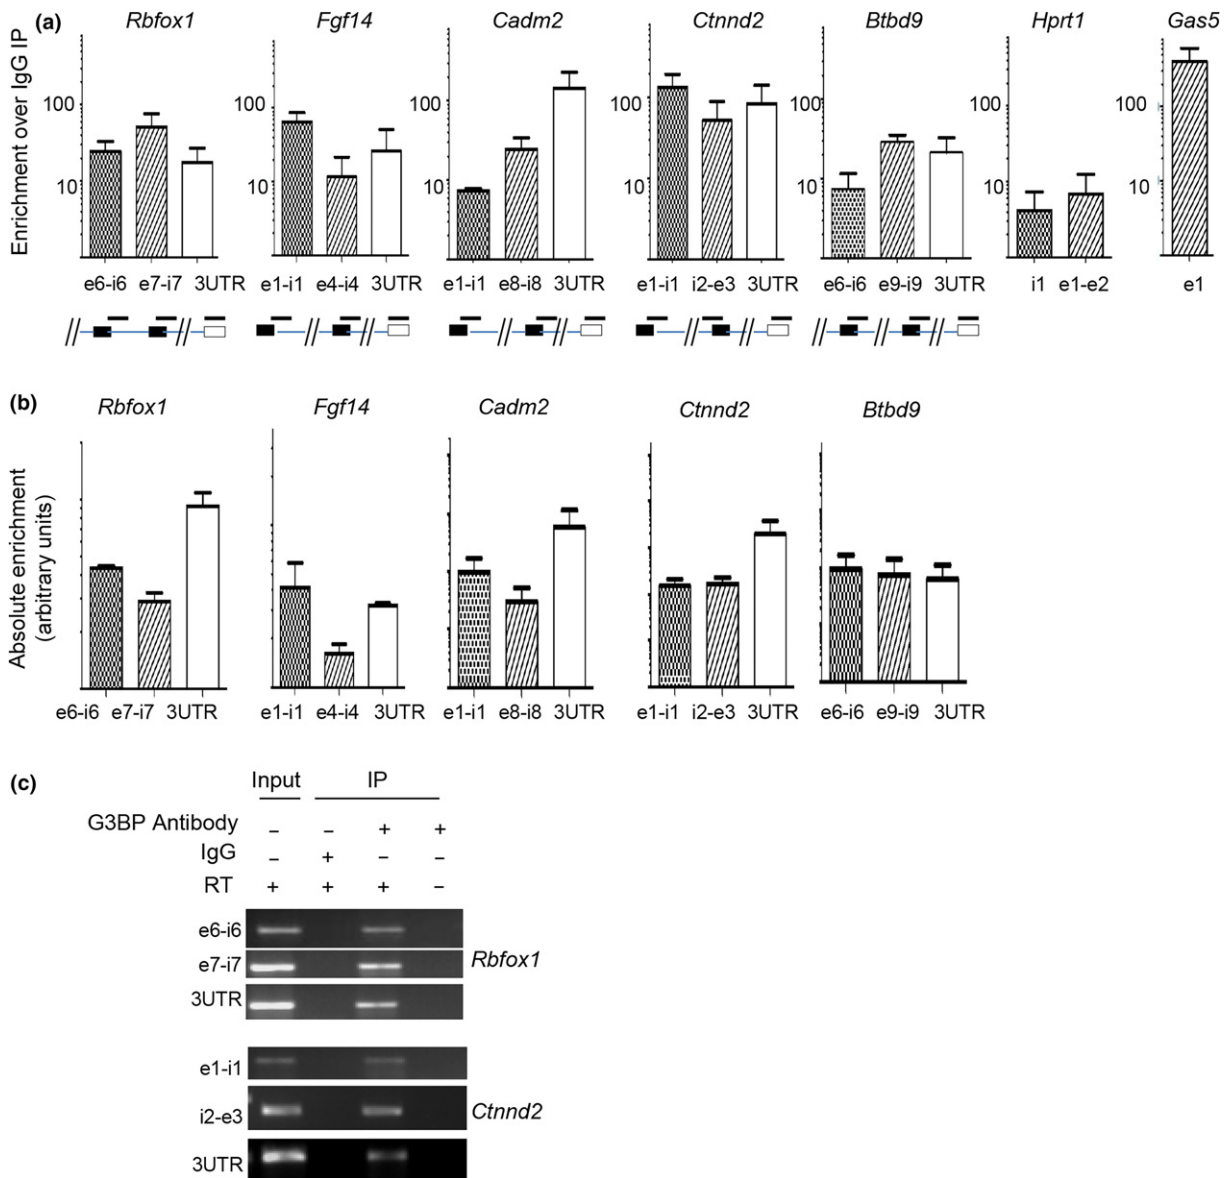 (a) Rbfox1 Fgf14 Cadm2 Ctnnd2 Btbd9 Hprt1 Gas5
Enrichment over IgG IP
100 100 100 100 100 100 100
10 10 10 10 10 10 10
e6-i6 e7-i7 3UTR e1-i1 e4-i4 3UTR e1-i1 e8-i8 3UTR e1-i1 i2-e3 3UTR e6-i6 e9-i9 3UTR i1 e1-e2 e1
(b) Rbfox1 Fgf14 Cadm2 Ctnnd2 Btbd9
Absolute enrichment
(arbitrary units)
e6-i6 e7-i7 3UTR e1-i1 e4-i4 3UTR e1-i1 e8-i8 3UTR e1-i1 i2-e3 3UTR e6-i6 e9-i9 3UTR
(c) Input IP
G3BP Antibody – – + +
IgG – + – –
RT + + + –
e6-i6
e7-i7 Rbfox1
3UTR
e1-i1
i2-e3 Ctnnd2
3UTR